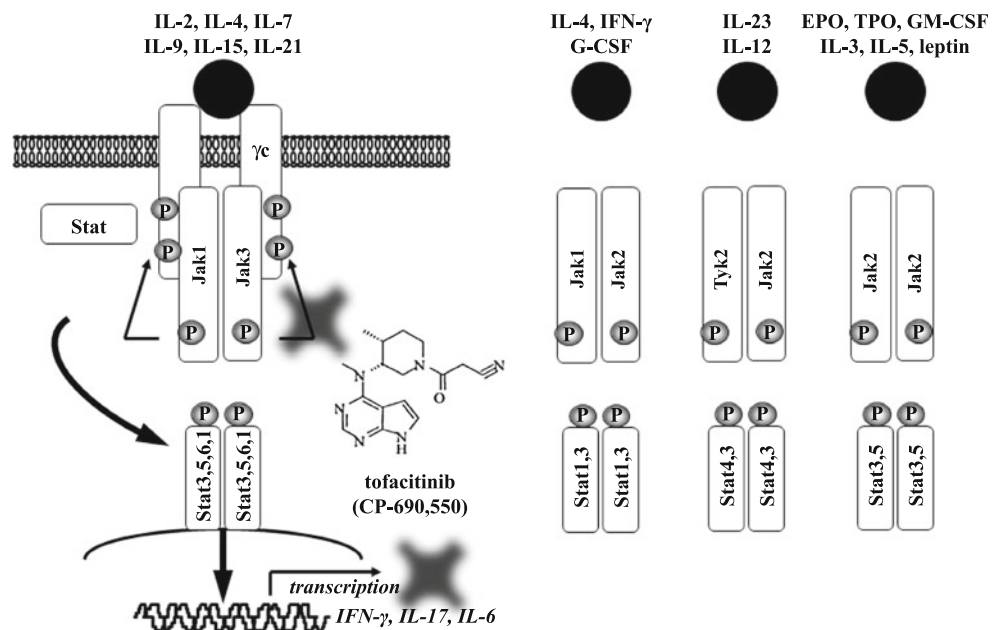 IL-2, IL-4, IL-7
IL-9, IL-15, IL-21
γc
Stat
P
P
P
P
Jak1
Jak3
P
P
N
N
O
N
N
N
N
H
tofacitinib
(CP-690,550)
P
P
Stat3,5,6,1
Stat3,5,6,1
transcription
IFN-γ, IL-17, IL-6
IL-4, IFN-γ
G-CSF
Jak1
Jak2
P
P
P
P
Stat1,3
Stat1,3
IL-23
IL-12
Tyk2
Jak2
P
P
P
P
Stat4,3
Stat4,3
EPO, TPO, GM-CSF
IL-3, IL-5, leptin
Jak2
Jak2
P
P
P
P
Stat3,5
Stat3,5